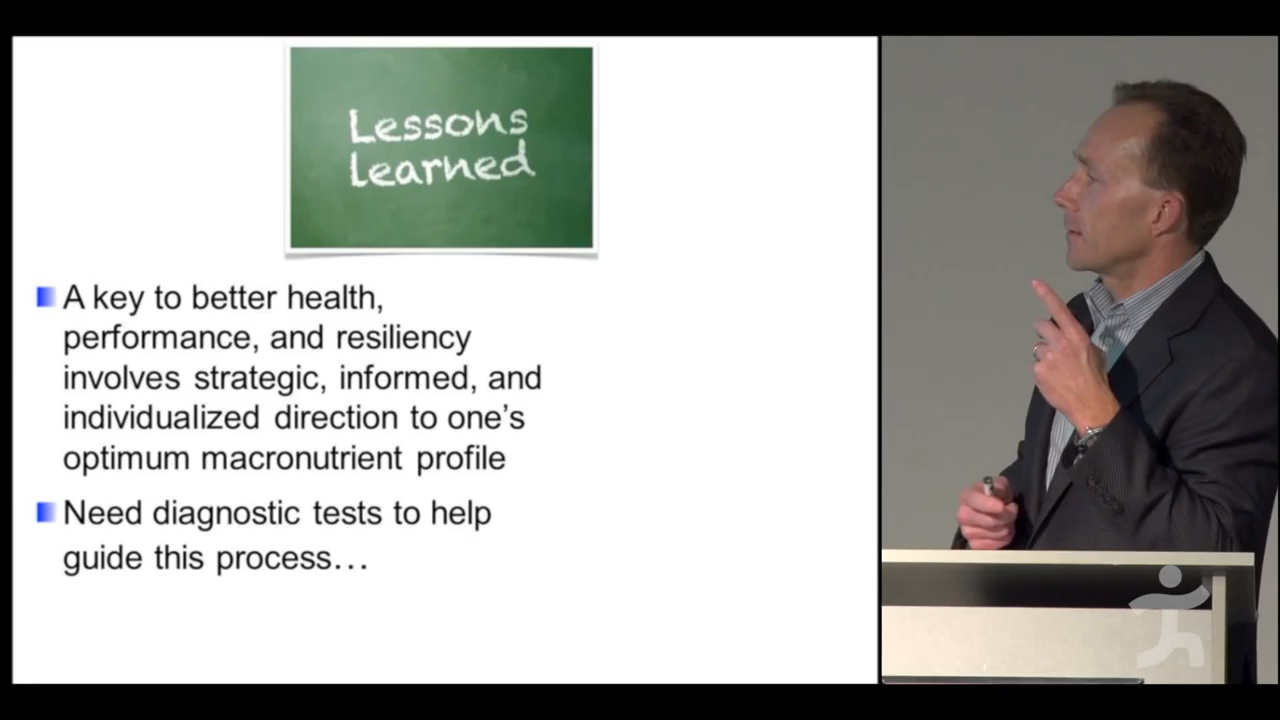 Lessons
learned
A key to better health,
performance, and resiliency
involves strategic, informed, and
individualized direction to one’s
optimum macronutrient profile
Need diagnostic tests to help
guide this process…